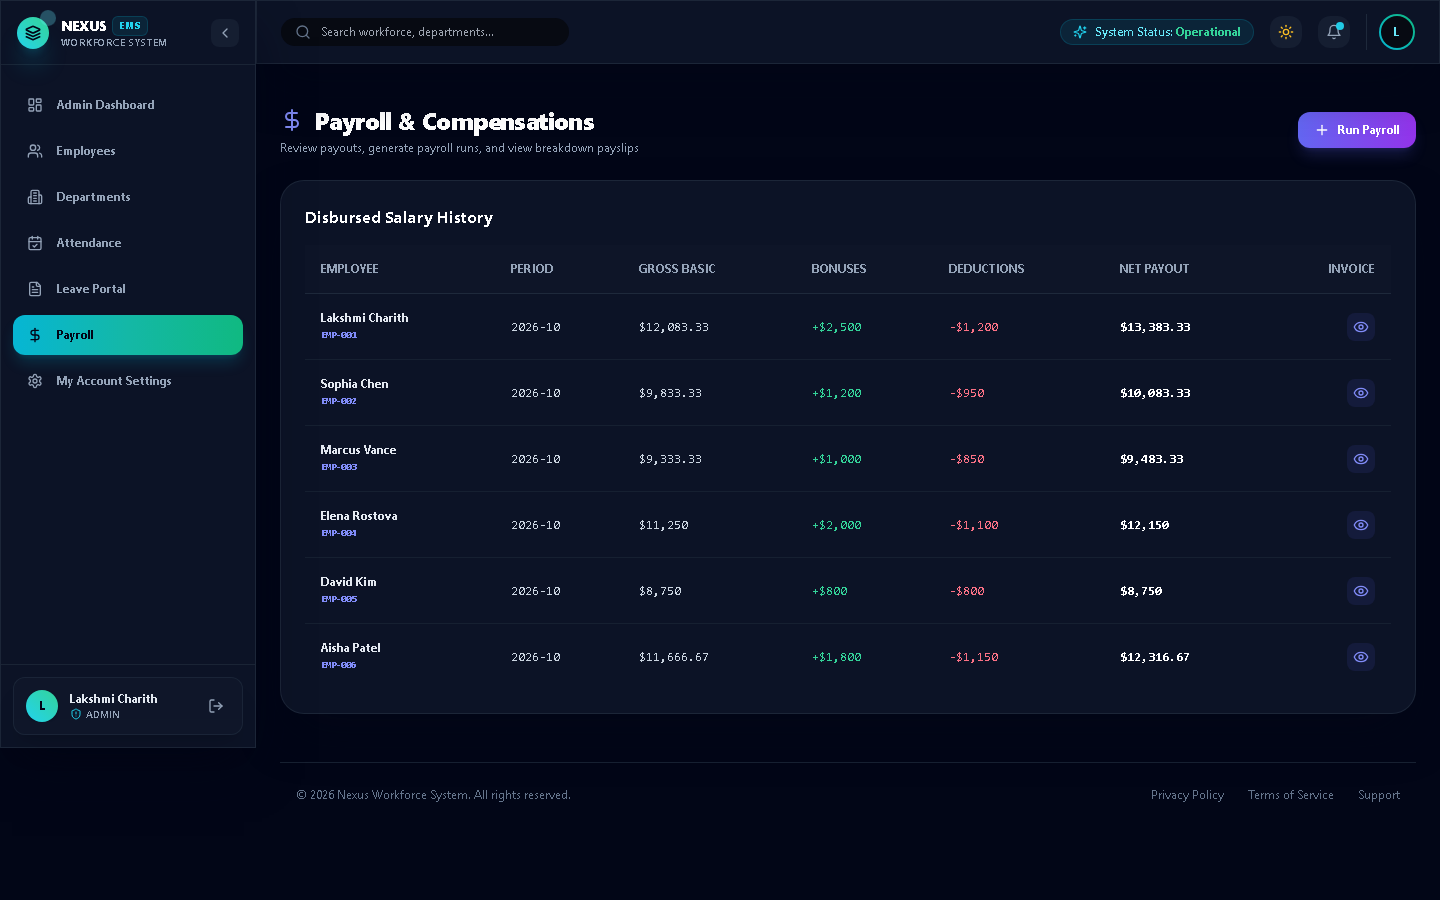 NEXUS EMS
WORKFORCE SYSTEM
Search workforce, departments...
System Status: Operational
L
Admin Dashboard
Employees
Departments
Attendance
Leave Portal
Payroll
My Account Settings
Payroll & Compensations
Review payouts, generate payroll runs, and view breakdown payslips
Run Payroll
Disbursed Salary History
EMPLOYEE PERIOD GROSS BASIC BONUSES DEDUCTIONS NET PAYOUT INVOICE
Lakshmi Charith
EMP-001
2026-10 $12,083.33 +$2,500 -$1,200 $13,383.33
Sophia Chen
EMP-002
2026-10 $9,833.33 +$1,200 -$950 $10,083.33
Marcus Vance
EMP-003
2026-10 $9,333.33 +$1,000 -$850 $9,483.33
Elena Rostova
EMP-004
2026-10 $11,250 +$2,000 -$1,100 $12,150
David Kim
EMP-005
2026-10 $8,750 +$800 -$800 $8,750
Aisha Patel
EMP-006
2026-10 $11,666.67 +$1,800 -$1,150 $12,316.67
L
Lakshmi Charith
ADMIN
© 2026 Nexus Workforce System. All rights reserved.
Privacy Policy Terms of Service Support